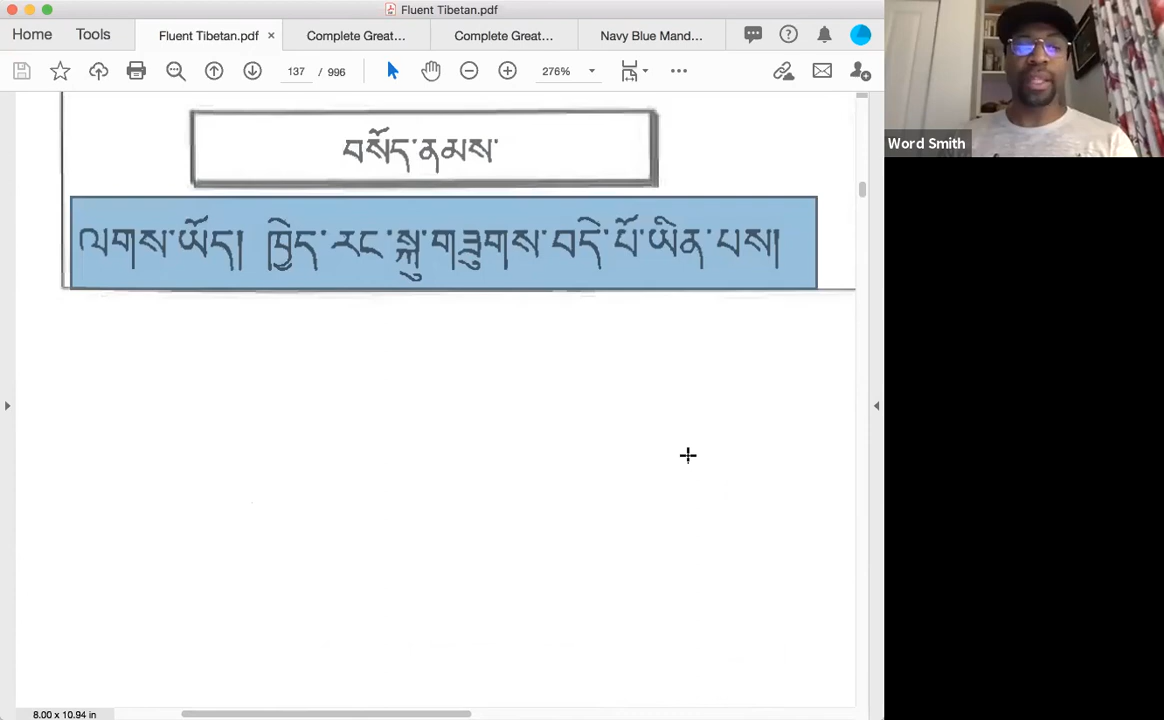 Fluent Tibetan.pdf
Home Tools Fluent Tibetan.pdf × Complete Great... Complete Great... Navy Blue Mand...
137 / 996 276%
བསོད་ནམས་
ལགས་ཡོད། ཁྱེད་རང་སྐུ་གཟུགས་བདེ་པོ་ཡིན་པས།
8.00 x 10.94 in
Word Smith